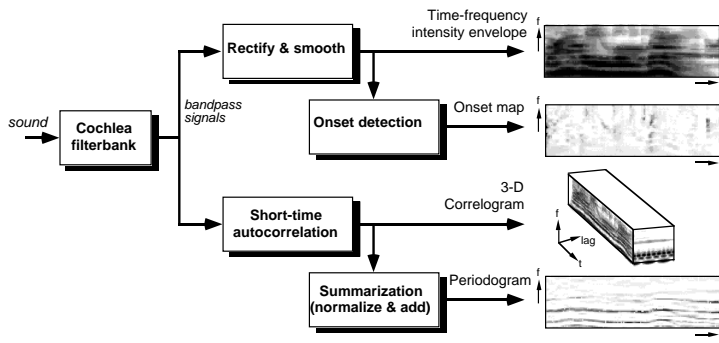 Time-frequency
intensity envelope
f
Rectify & smooth
bandpass
signals
Onset map
f
Onset detection
sound
Cochlea
filterbank
3-D
Correlogram
f
lag
t
Short-time
autocorrelation
Periodogram
f
Summarization
(normalize & add)